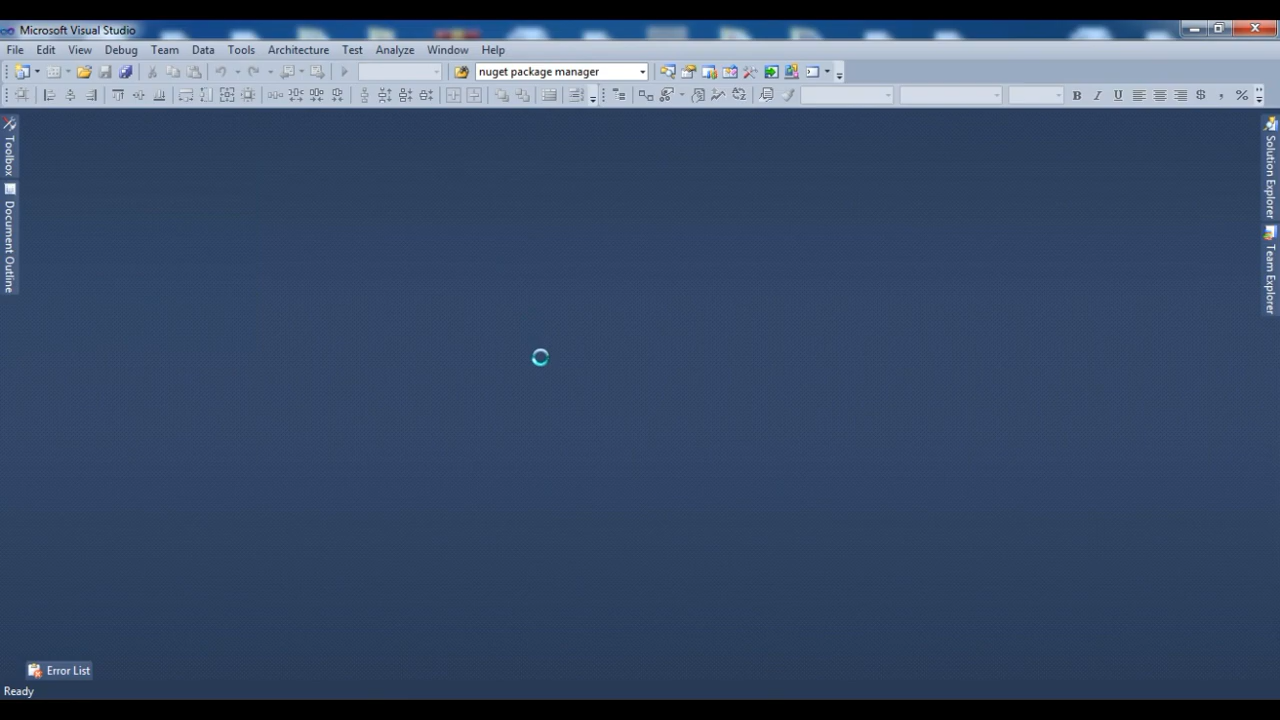 Microsoft Visual Studio
File Edit View Debug Team Data Tools Architecture Test Analyze Window Help
nuget package manager
B I U $ , %
Toolbox
Document Outline
Solution Explorer
Team Explorer
Error List
Ready